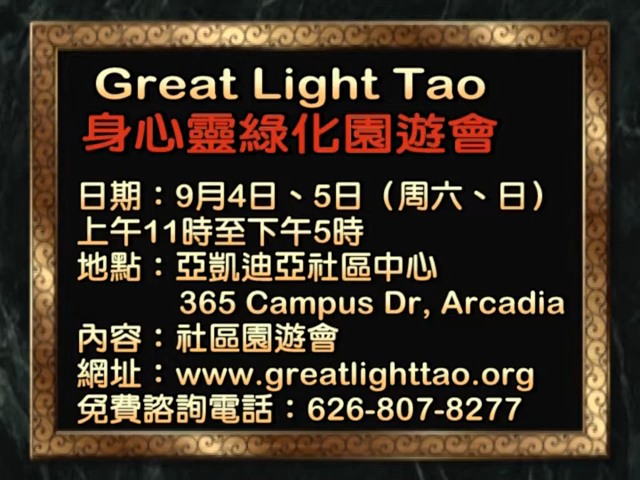 Great Light Tao
身心靈綠化園遊會
日期：9月4日、5日（周六、日）
上午11時至下午5時
地點：亞凱迪亞社區中心
365 Campus Dr, Arcadia
內容：社區園遊會
網址：www.greatlighttao.org
免費諮詢電話：626-807-8277